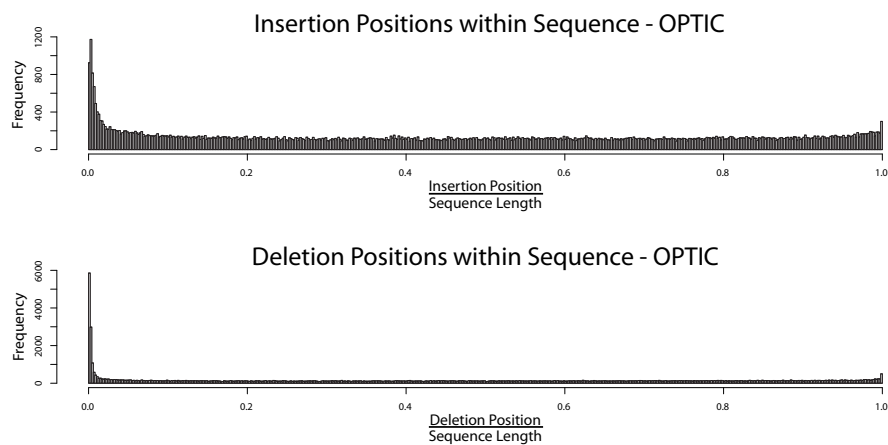 Insertion Positions within Sequence - OPTIC
Frequency
1200
800
400
0
0.0 0.2 0.4 0.6 0.8 1.0
Insertion Position
Sequence Length
Deletion Positions within Sequence - OPTIC
Frequency
6000
4000
2000
0
0.0 0.2 0.4 0.6 0.8 1.0
Deletion Position
Sequence Length